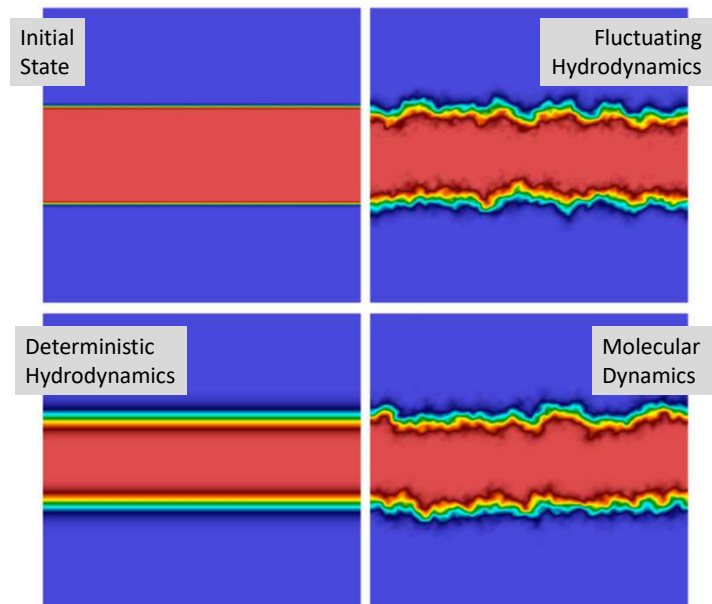 Initial
State
Fluctuating
Hydrodynamics
Deterministic
Hydrodynamics
Molecular
Dynamics